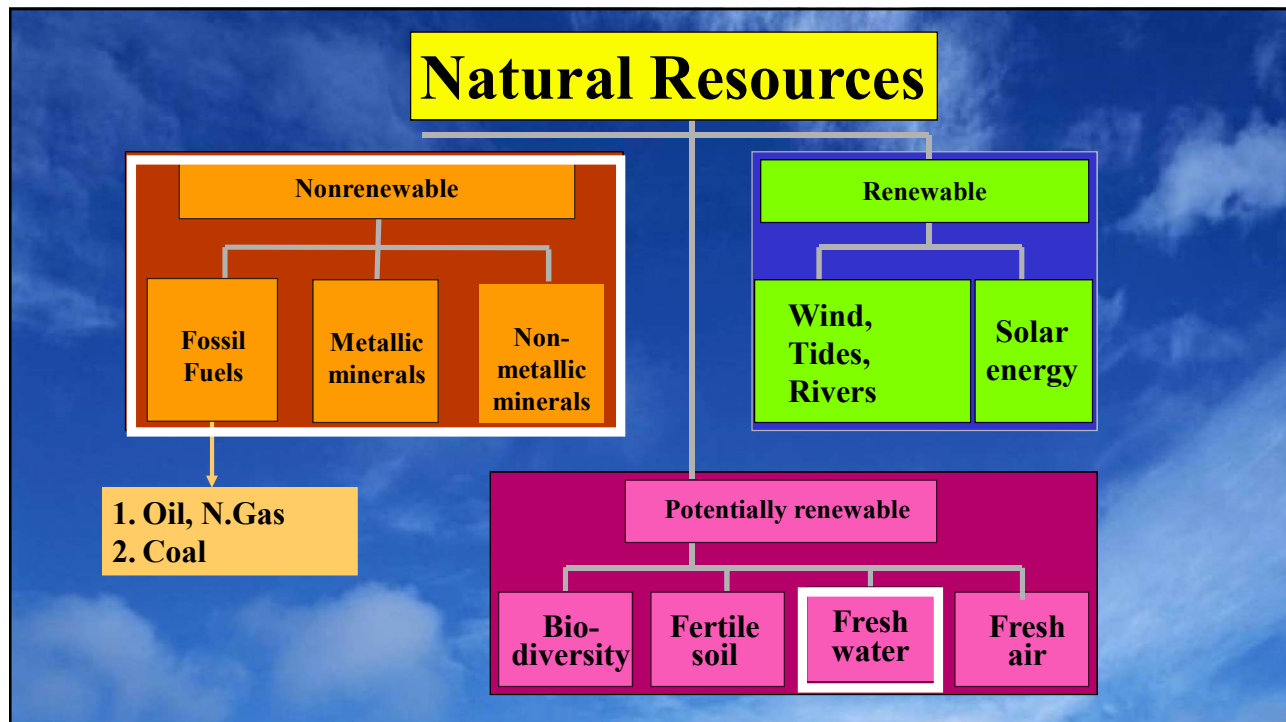 Natural Resources
Nonrenewable
Fossil
Fuels
Metallic
minerals
Non-
metallic
minerals
1. Oil, N.Gas
2. Coal
Renewable
Wind,
Tides,
Rivers
Solar
energy
Potentially renewable
Bio-
diversity
Fertile
soil
Fresh
water
Fresh
air